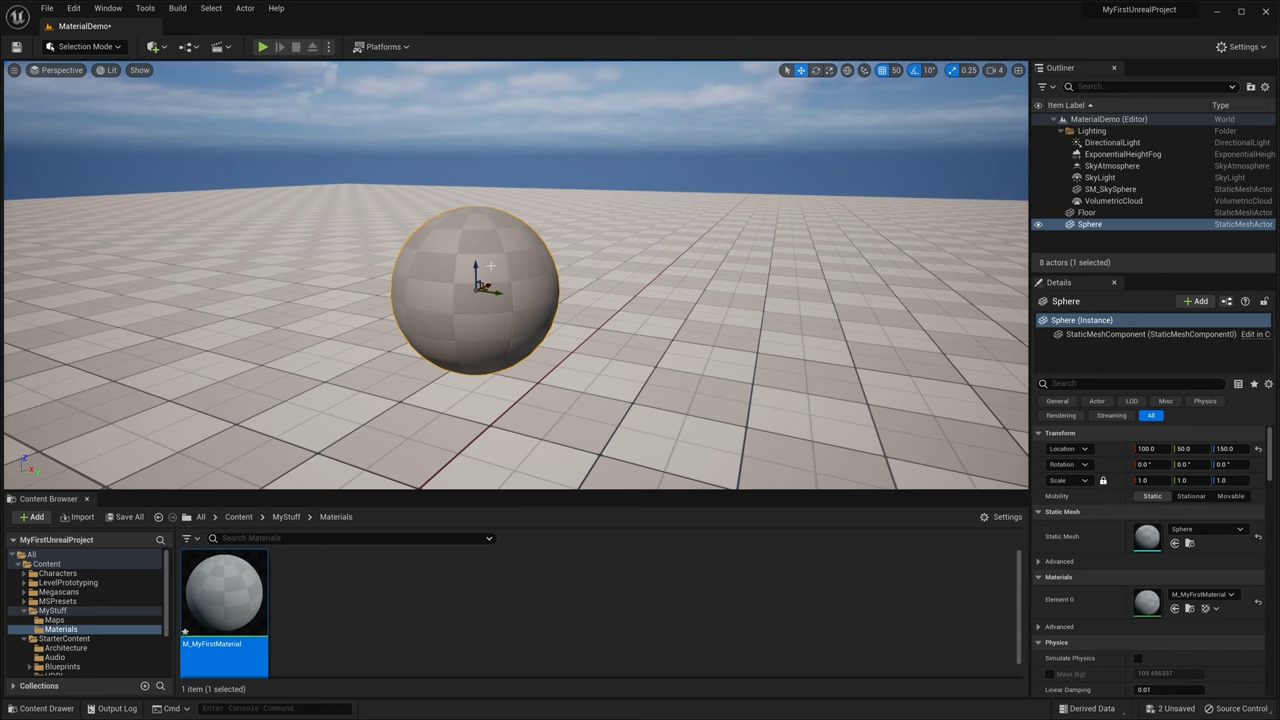 File Edit Window Tools Build Select Actor Help
MyFirstUnrealProject
MaterialDemo*
Selection Mode
Platforms
Settings
Perspective Lit Show
50 10° 0.25 4
Outliner
Search...
Item Label Type
MaterialDemo (Editor) World
Lighting Folder
DirectionalLight DirectionalLight
ExponentialHeightFog ExponentialHeigh
SkyAtmosphere SkyAtmosphere
SkyLight SkyLight
SM_SkySphere StaticMeshActor
VolumetricCloud VolumetricCloud
Floor StaticMeshActor
Sphere StaticMeshActor
8 actors (1 selected)
Details
Sphere
Add
Sphere (Instance)
StaticMeshComponent (StaticMeshComponent0) Edit in C
Search
General Actor LOD Misc Physics
Rendering Streaming All
Transform
Location 100.0 50.0 150.0
Rotation 0.0 ° 0.0 ° 0.0 °
Scale 1.0 1.0 1.0
Mobility Static Stationar Movable
Static Mesh
Static Mesh Sphere
Advanced
Materials
Element 0 M_MyFirstMaterial
Advanced
Physics
Simulate Physics
Mass (kg) 109.456337
Linear Damping 0.01
Content Browser
Add Import Save All All Content MyStuff Materials Settings
MyFirstUnrealProject
Search Materials
All
Content
Characters
LevelPrototyping
Megascans
MSPresets
MyStuff
Maps
Materials
StarterContent
Architecture
Audio
Blueprints
M_MyFirstMaterial
Collections
1 item (1 selected)
Content Drawer Output Log Cmd Enter Console Command Derived Data 2 Unsaved Source Control